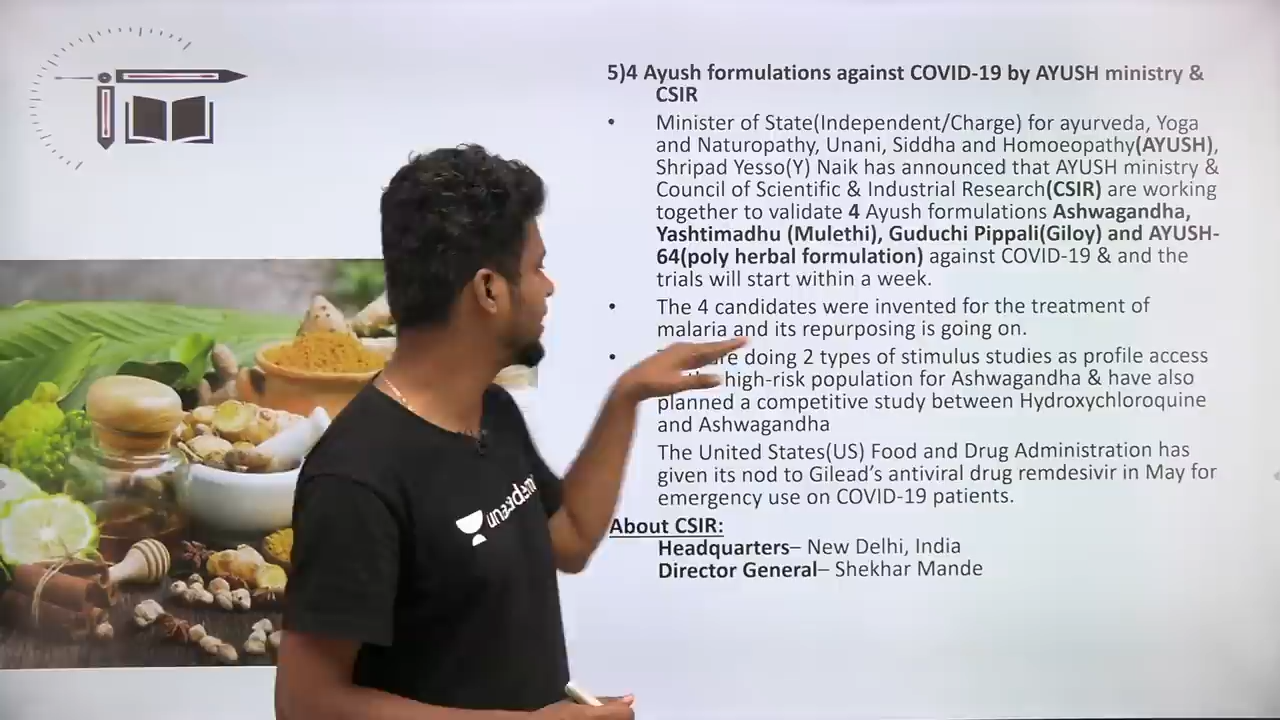 5)4 Ayush formulations against COVID-19 by AYUSH ministry &
CSIR
• Minister of State(Independent/Charge) for ayurveda, Yoga
and Naturopathy, Unani, Siddha and Homoeopathy(AYUSH),
Shripad Yesso(Y) Naik has announced that AYUSH ministry &
Council of Scientific & Industrial Research(CSIR) are working
together to validate 4 Ayush formulations Ashwagandha,
Yashtimadhu (Mulethi), Guduchi Pippali(Giloy) and AYUSH-
64(poly herbal formulation) against COVID-19 & and the
trials will start within a week.
• The 4 candidates were invented for the treatment of
malaria and its repurposing is going on.
• doing 2 types of stimulus studies as profile access
high-risk population for Ashwagandha & have also
planned a competitive study between Hydroxychloroquine
and Ashwagandha
The United States(US) Food and Drug Administration has
given its nod to Gilead's antiviral drug remdesivir in May for
emergency use on COVID-19 patients.
About CSIR:
Headquarters– New Delhi, India
Director General– Shekhar Mande
unacademy